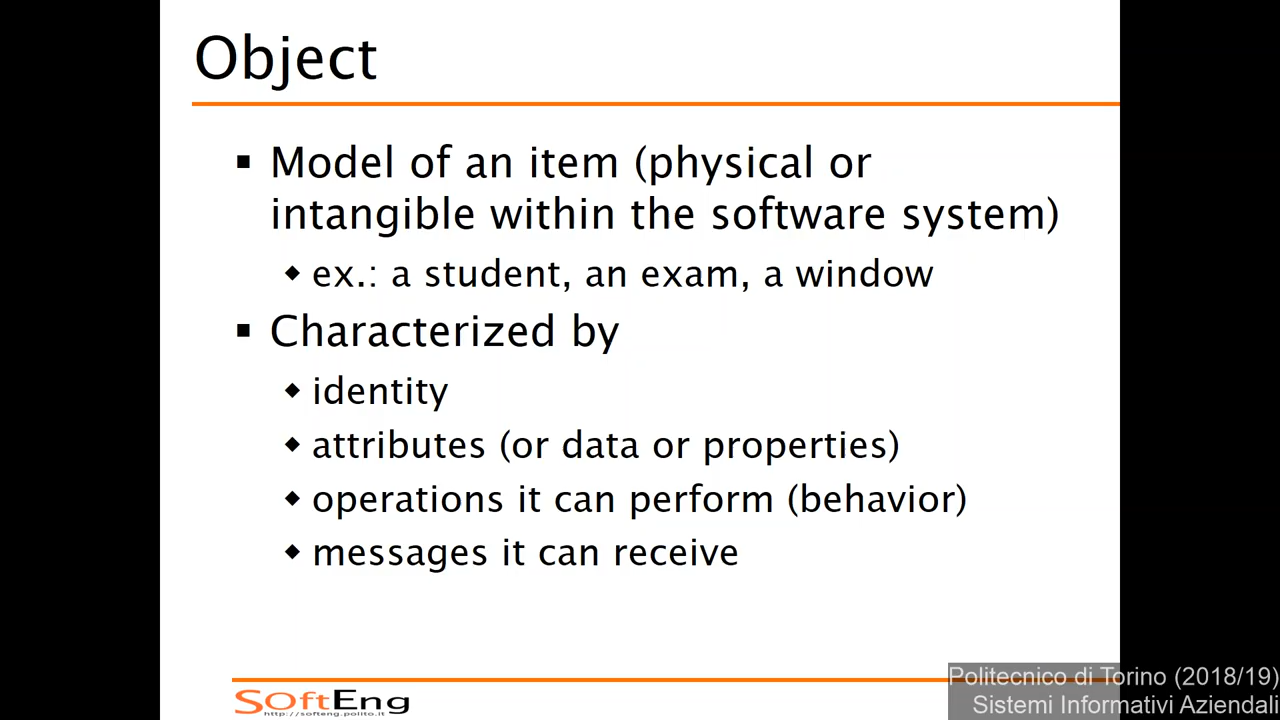 Object
Model of an item (physical or
intangible within the software system)
ex.: a student, an exam, a window
Characterized by
identity
attributes (or data or properties)
operations it can perform (behavior)
messages it can receive
SoftEng
http://softeng.polito.it
Politecnico di Torino (2018/19)
Sistemi Informativi Aziendali